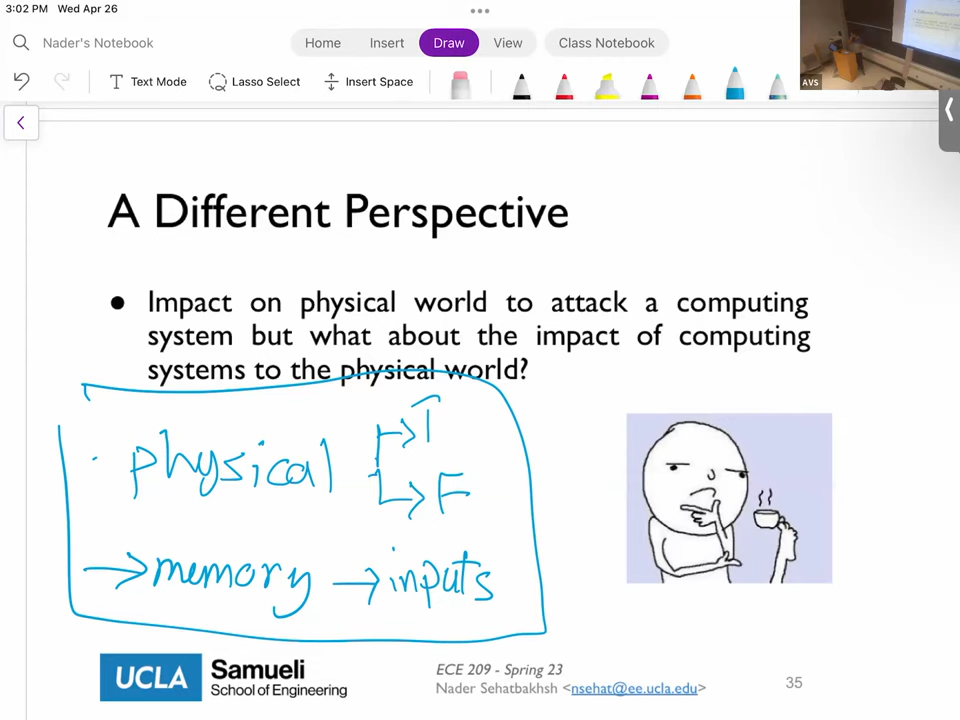 3:02 PM Wed Apr 26
Nader's Notebook
Home Insert Draw View Class Notebook
Text Mode Lasso Select Insert Space
AVS
A Different Perspective
● Impact on physical world to attack a computing
system but what about the impact of computing
systems to the physical world?
physical → T
→ F
→ memory → inputs
UCLA Samueli
School of Engineering
ECE 209 - Spring 23
Nader Sehatbakhsh <nsehat@ee.ucla.edu>
35